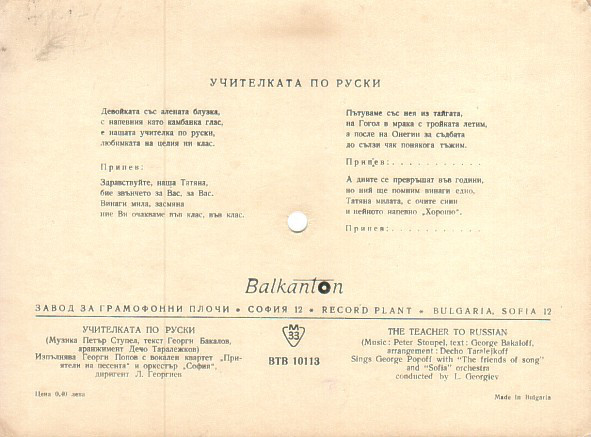 УЧИТЕЛКАТА ПО РУСКИ
Девойката със алената блузка,
с напевния като камбанка глас,
е нашата учителка по руски,
любимката на целия ни клас.
Припев:
Здравствуйте, наша Татяна,
бие звънчето за Вас, за Вас.
Винаги мила, засмяна
ние Ви очакваме във клас, във клас.
Пътуваме със нея из тайгата,
на Гогол в мрака с тройката летим,
а после на Онегин за съдбата
до сълзи чак понякога тъжим.
Припев: . . . . . . . . . . .
А дните се превръщат във години,
но ний ще помним винаги едно,
Татяна милата, с очите сини
и нейното напевно „Хорошо".
Припев: . . . . . . . . . . .
Balkanton
ЗАВОД ЗА ГРАМОФОННИ ПЛОЧИ • СОФИЯ 12 • RECORD PLANT • BULGARIA, SOFIA 12
УЧИТЕЛКАТА ПО РУСКИ
(Музика Петър Ступел, текст Георги Бакалов,
аранжимент Дечо Таралежков)
Изпълнява Георги Попов с вокален квартет „Прия-
тели на песента" и оркестър „София",
диригент Л. Георгиев
Цена 0,01 лева
М
33
ВТВ 10113
THE TEACHER TO RUSSIAN
(Music: Peter Stoupel, text: George Bakaloff,
arrangement: Decho Taralejkoff
Sings George Popoff with "The friends of song"
and "Sofia" orchestra
conducted by L. Georgiev
Made in Bulgaria